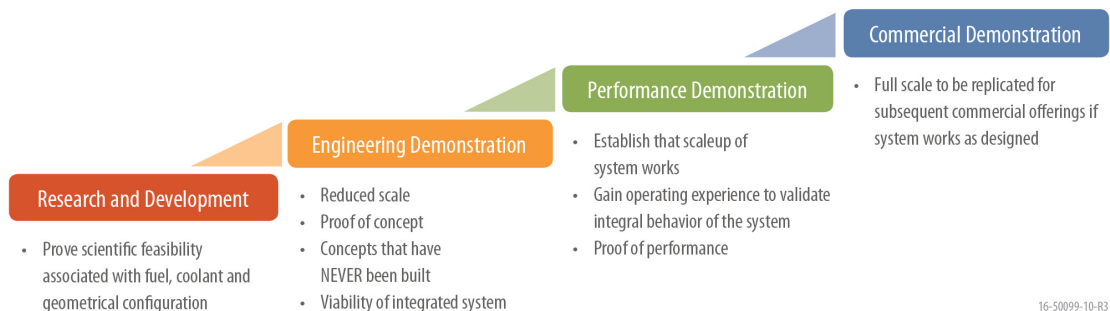 Research and Development
• Prove scientific feasibility
associated with fuel, coolant and
geometrical configuration
Engineering Demonstration
• Reduced scale
• Proof of concept
• Concepts that have
NEVER been built
• Viability of integrated system
Performance Demonstration
• Establish that scaleup of
system works
• Gain operating experience to validate
integral behavior of the system
• Proof of performance
Commercial Demonstration
• Full scale to be replicated for
subsequent commercial offerings if
system works as designed
16-50099-10-R3